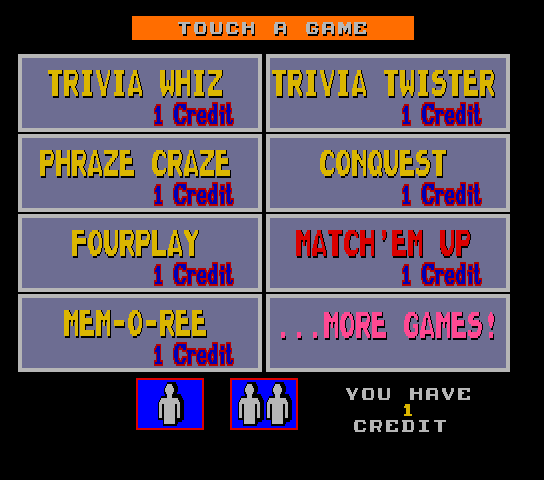 TOUCH A GAME
TRIVIA WHIZ
1 Credit
TRIVIA TWISTER
1 Credit
PHRAZE CRAZE
1 Credit
CONQUEST
1 Credit
FOURPLAY
1 Credit
MATCH'EM UP
1 Credit
MEM-O-REE
1 Credit
...MORE GAMES!
YOU HAVE
1
CREDIT